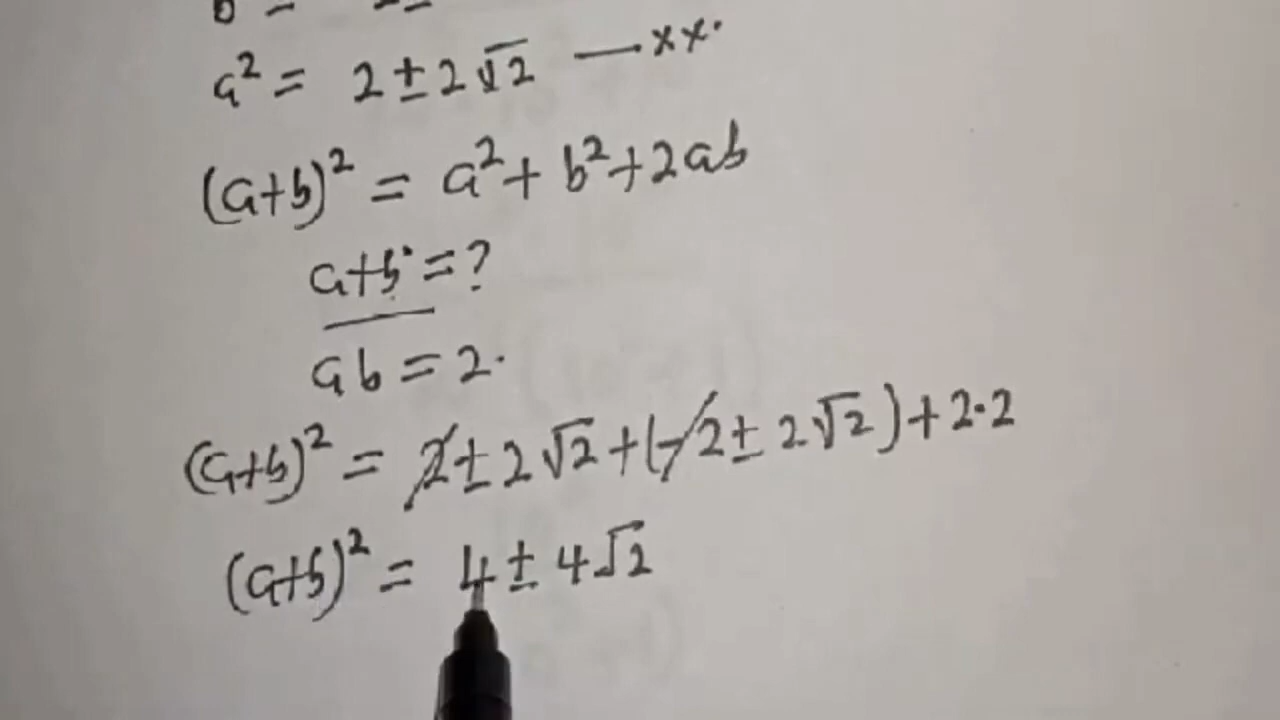 a² = 2 ± 2√2 — xx.
(a+b)² = a² + b² + 2ab
a+b = ?
ab = 2.
(a+b)² = 2 ± 2√2 + (-2 ± 2√2) + 2·2
(a+b)² = 4 ± 4√2